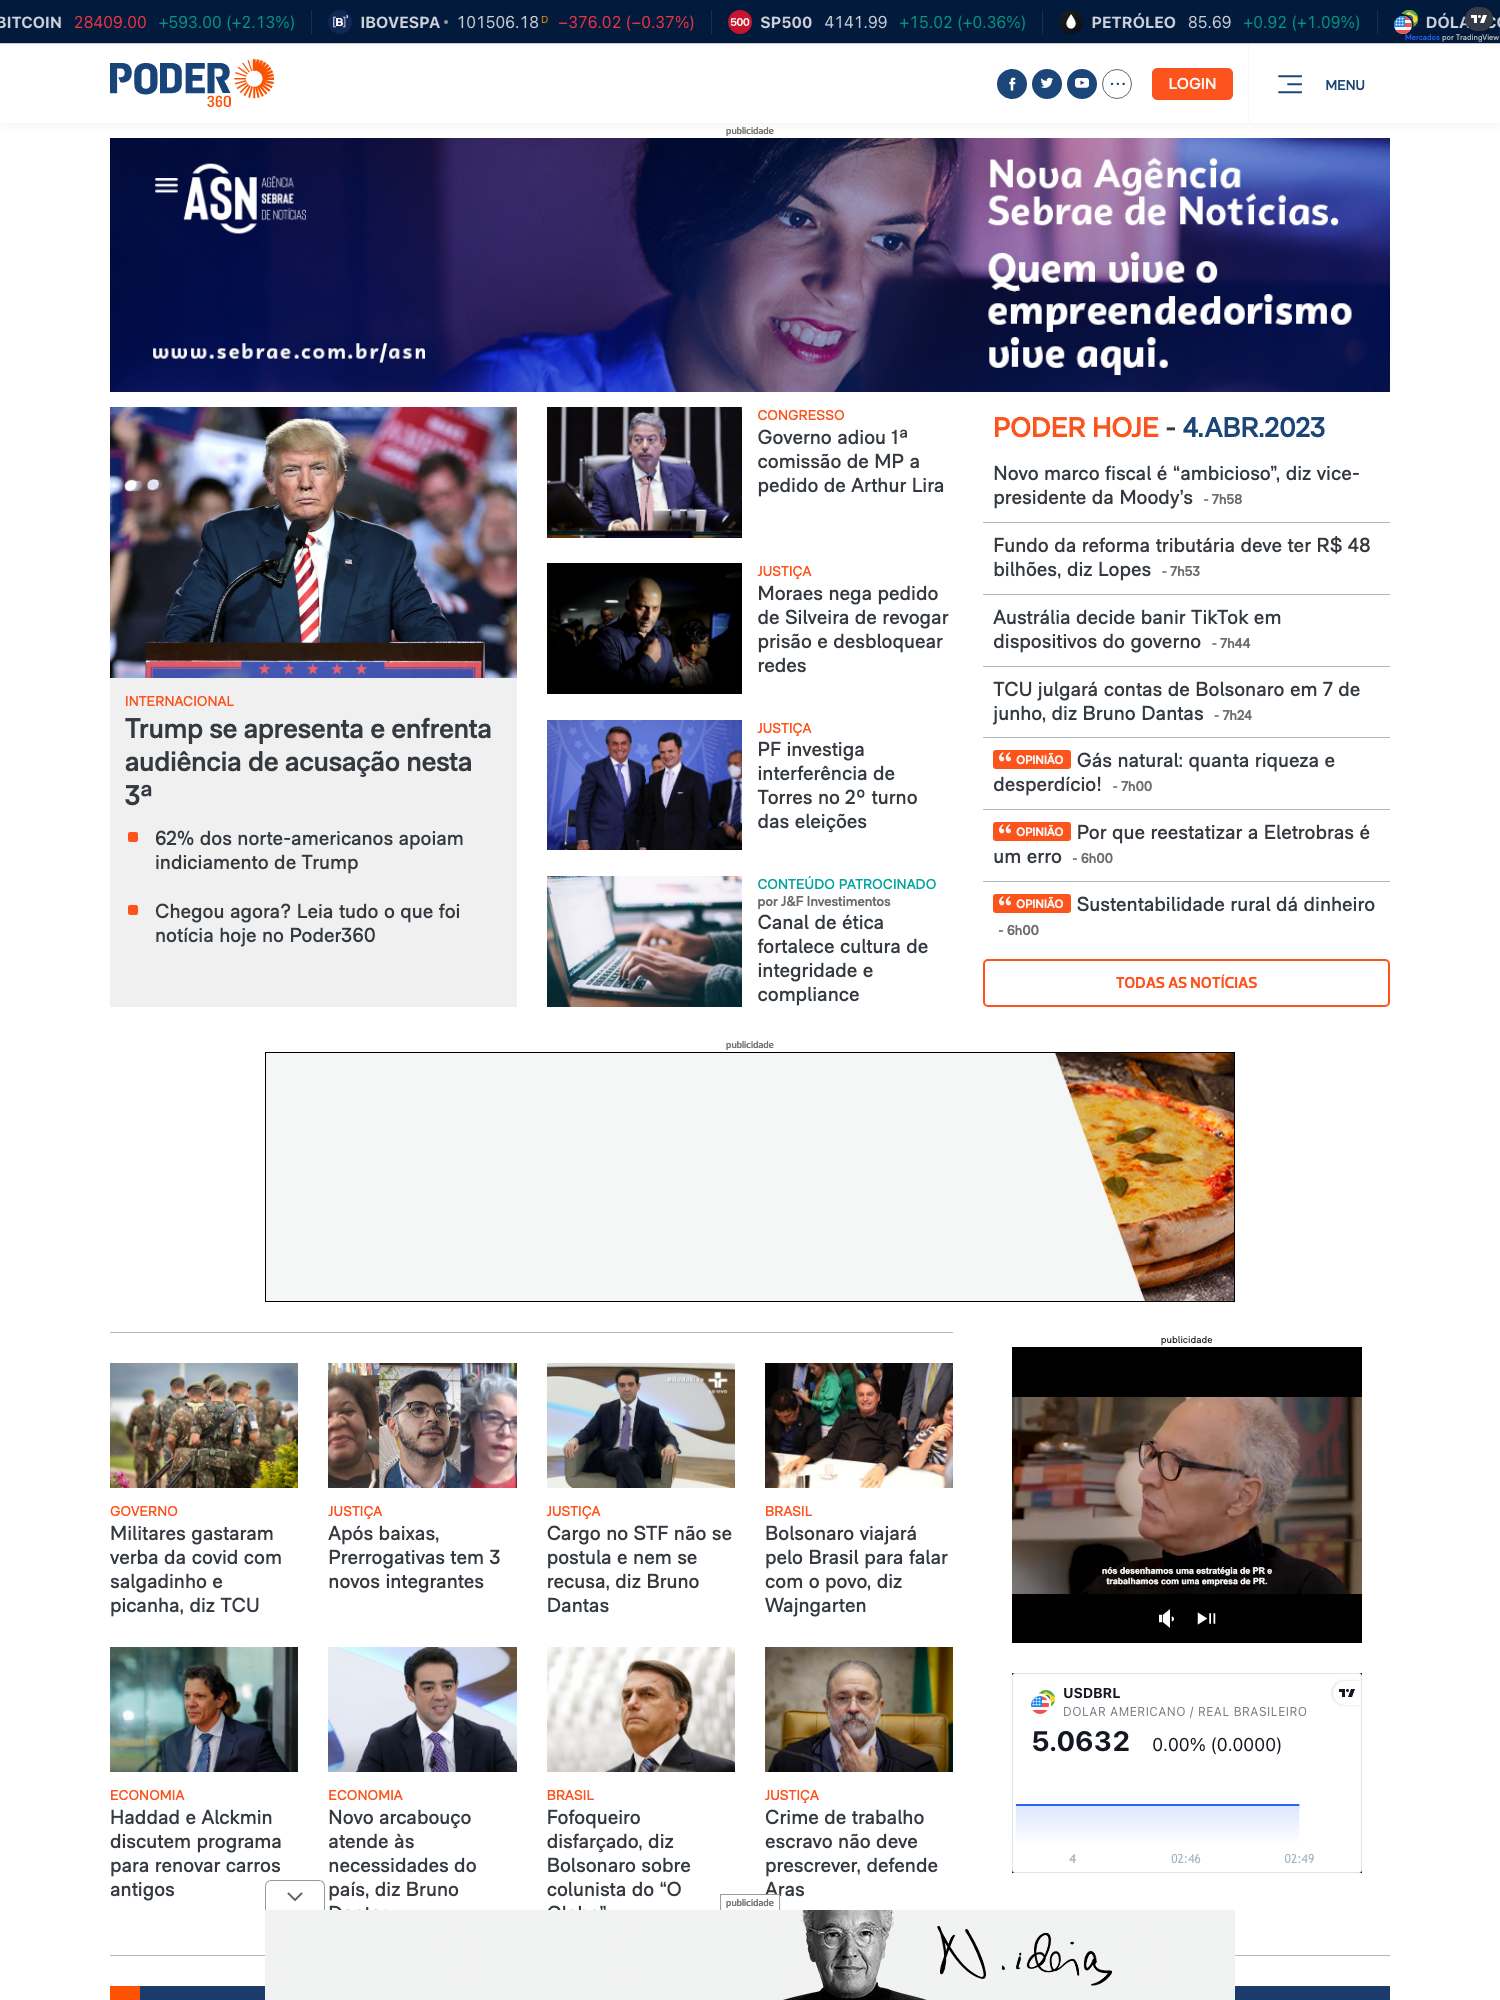 BITCOIN 28409.00 +593.00 (+2.13%) IBOVESPA 101506.18 D −376.02 (−0.37%) 500 SP500 4141.99 +15.02 (+0.36%) PETRÓLEO 85.69 +0.92 (+1.09%)
Mercados por TradingView
PODER
360
LOGIN
MENU
publicidade
ASN AGÊNCIA
SEBRAE
DE NOTÍCIAS
www.sebrae.com.br/asn
Nova Agência
Sebrae de Notícias.
Quem vive o
empreendedorismo
vive aqui.
INTERNACIONAL
Trump se apresenta e enfrenta
audiência de acusação nesta
3ª
62% dos norte-americanos apoiam
indiciamento de Trump
Chegou agora? Leia tudo o que foi
notícia hoje no Poder360
CONGRESSO
Governo adiou 1ª
comissão de MP a
pedido de Arthur Lira
JUSTIÇA
Moraes nega pedido
de Silveira de revogar
prisão e desbloquear
redes
JUSTIÇA
PF investiga
interferência de
Torres no 2º turno
das eleições
CONTEÚDO PATROCINADO
por J&F Investimentos
Canal de ética
fortalece cultura de
integridade e
compliance
PODER HOJE - 4.ABR.2023
Novo marco fiscal é “ambicioso”, diz vice-
presidente da Moody’s - 7h58
Fundo da reforma tributária deve ter R$ 48
bilhões, diz Lopes - 7h53
Austrália decide banir TikTok em
dispositivos do governo - 7h44
TCU julgará contas de Bolsonaro em 7 de
junho, diz Bruno Dantas - 7h24
“ OPINIÃO Gás natural: quanta riqueza e
desperdício! - 7h00
“ OPINIÃO Por que reestatizar a Eletrobras é
um erro - 6h00
“ OPINIÃO Sustentabilidade rural dá dinheiro
- 6h00
TODAS AS NOTÍCIAS
publicidade
GOVERNO
Militares gastaram
verba da covid com
salgadinho e
picanha, diz TCU
JUSTIÇA
Após baixas,
Prerrogativas tem 3
novos integrantes
JUSTIÇA
Cargo no STF não se
postula e nem se
recusa, diz Bruno
Dantas
BRASIL
Bolsonaro viajará
pelo Brasil para falar
com o povo, diz
Wajngarten
publicidade
nós desenhamos uma estratégia de PR e
trabalhamos com uma empresa de PR.
ECONOMIA
Haddad e Alckmin
discutem programa
para renovar carros
antigos
ECONOMIA
Novo arcabouço
atende às
necessidades do
país, diz Bruno
Dantas
BRASIL
Fofoqueiro
disfarçado, diz
Bolsonaro sobre
colunista do “O
Globo”
JUSTIÇA
Crime de trabalho
escravo não deve
prescrever, defende
Aras
USDBRL
DOLAR AMERICANO / REAL BRASILEIRO
5.0632 0.00% (0.0000)
4 02:46 02:49
publicidade
N.ideias